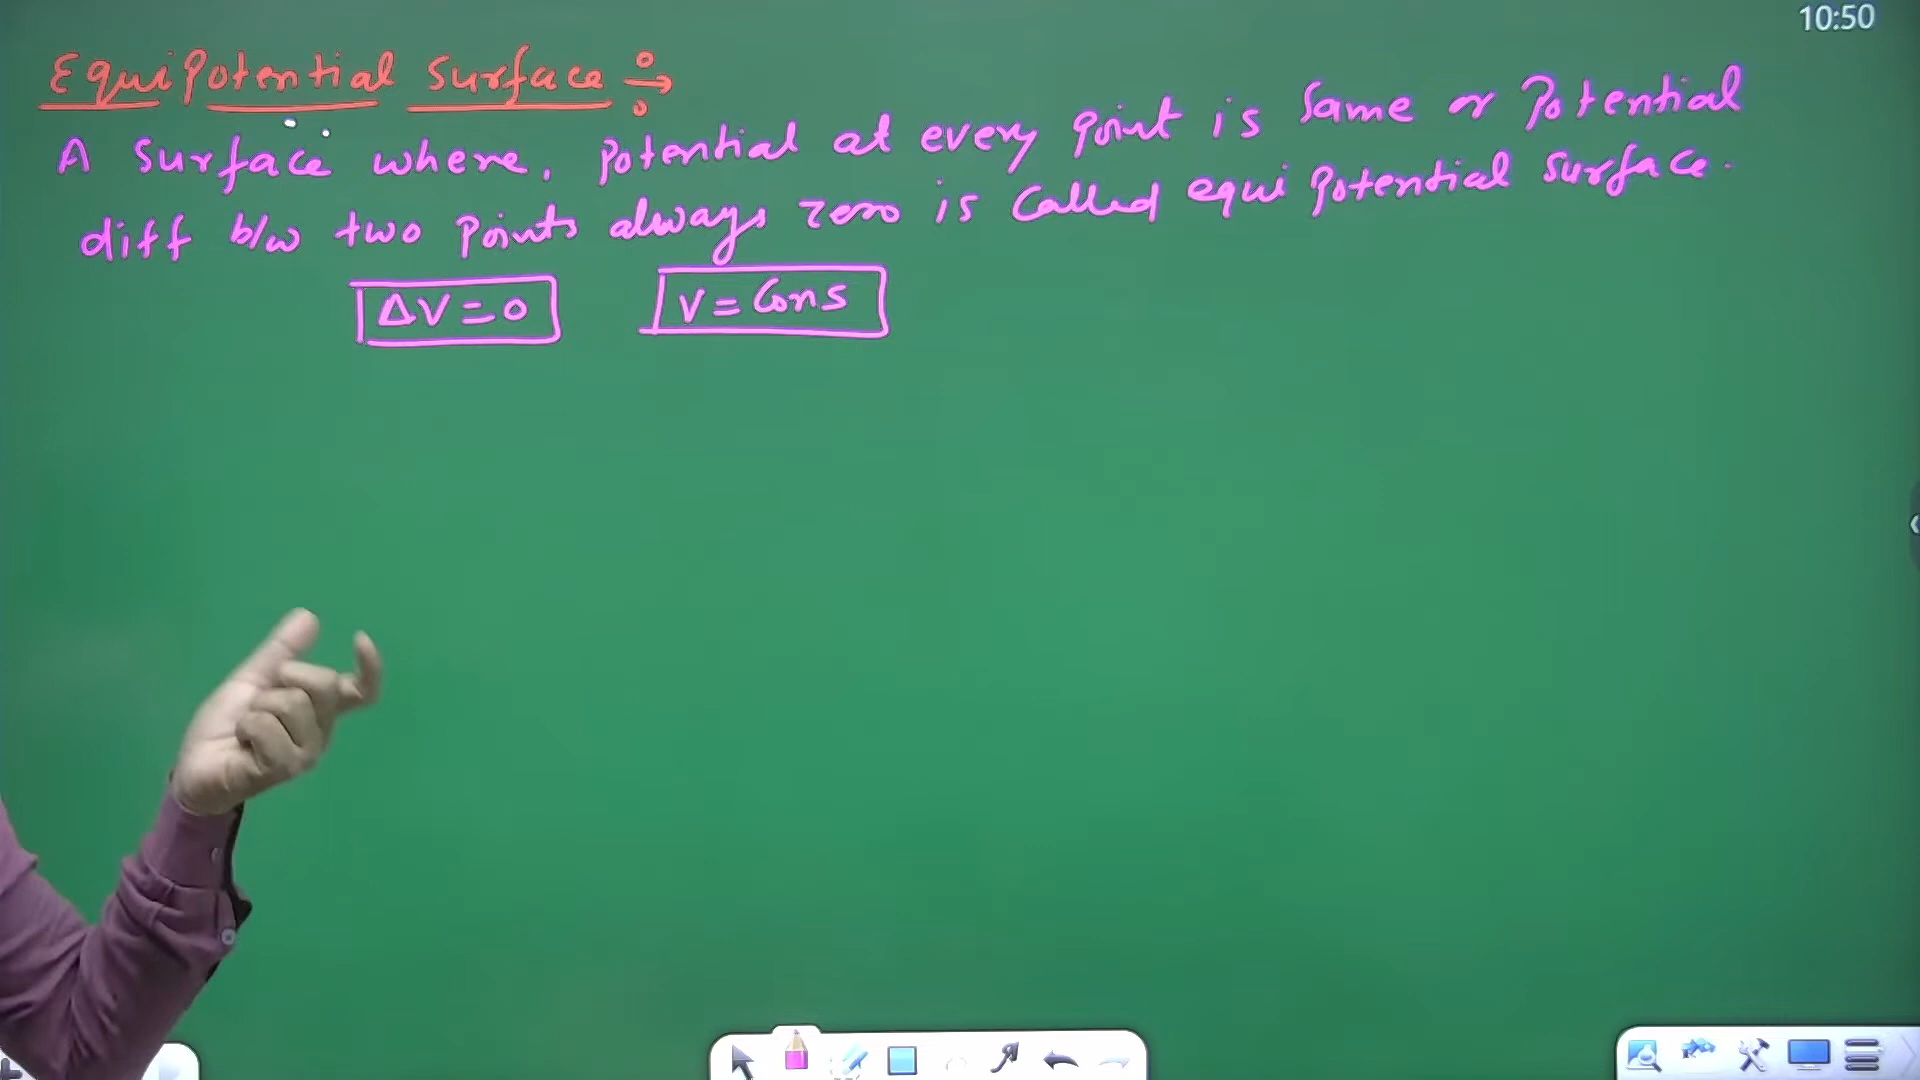 10:50
Equipotential Surface ÷→
A Surface where, potential at every point is Same or Potential
diff b/w two points always zero is Called equipotential surface.
ΔV=0 V=Cons